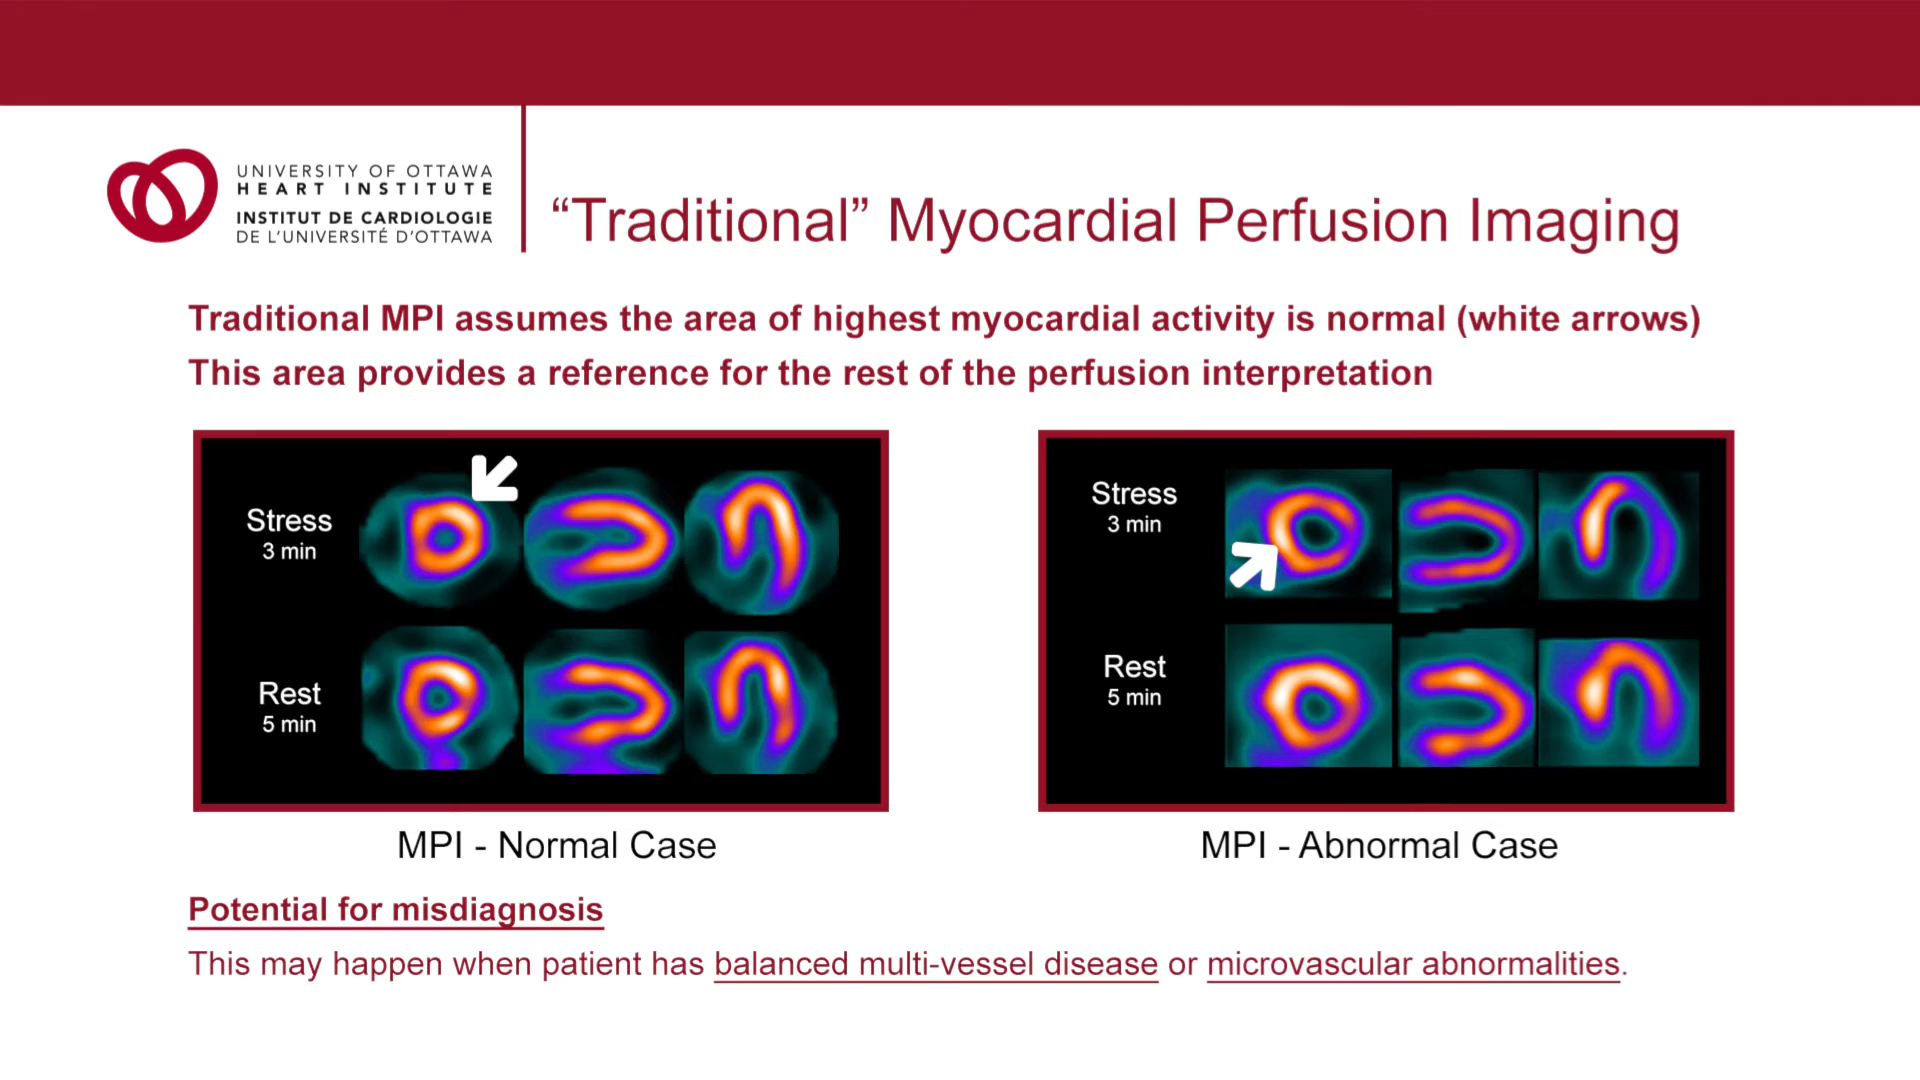 UNIVERSITY OF OTTAWA
HEART INSTITUTE
INSTITUT DE CARDIOLOGIE
DE L'UNIVERSITÉ D'OTTAWA
“Traditional” Myocardial Perfusion Imaging
Traditional MPI assumes the area of highest myocardial activity is normal (white arrows)
This area provides a reference for the rest of the perfusion interpretation
Stress
3 min
Rest
5 min
MPI - Normal Case
Stress
3 min
Rest
5 min
MPI - Abnormal Case
Potential for misdiagnosis
This may happen when patient has balanced multi-vessel disease or microvascular abnormalities.